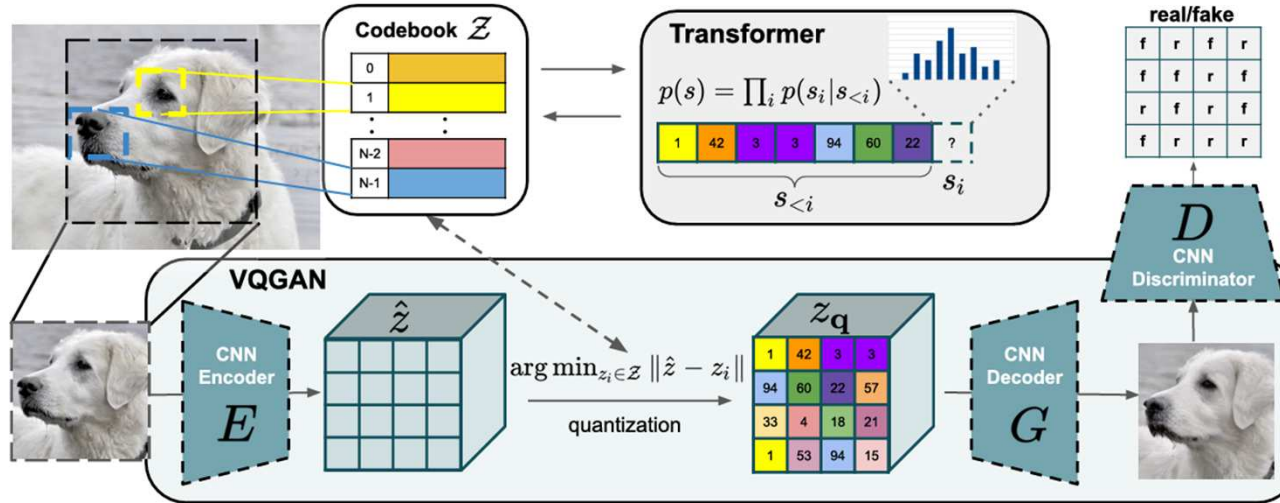 Codebook 𝒵
0
1
: :
N-2
N-1
Transformer
p(s) = ∏ᵢ p(sᵢ|s<ᵢ)
1 42 3 3 94 60 22 ?
s<ᵢ
sᵢ
real/fake
f r f r
f f r f
r f r f
f r r r
D
CNN
Discriminator
VQGAN
CNN
Encoder
E
ẑ
arg min_{zᵢ∈𝒵} ‖ẑ − zᵢ‖
quantization
z_q
1 42 3 3
94 60 22 57
33 4 18 21
1 53 94 15
CNN
Decoder
G